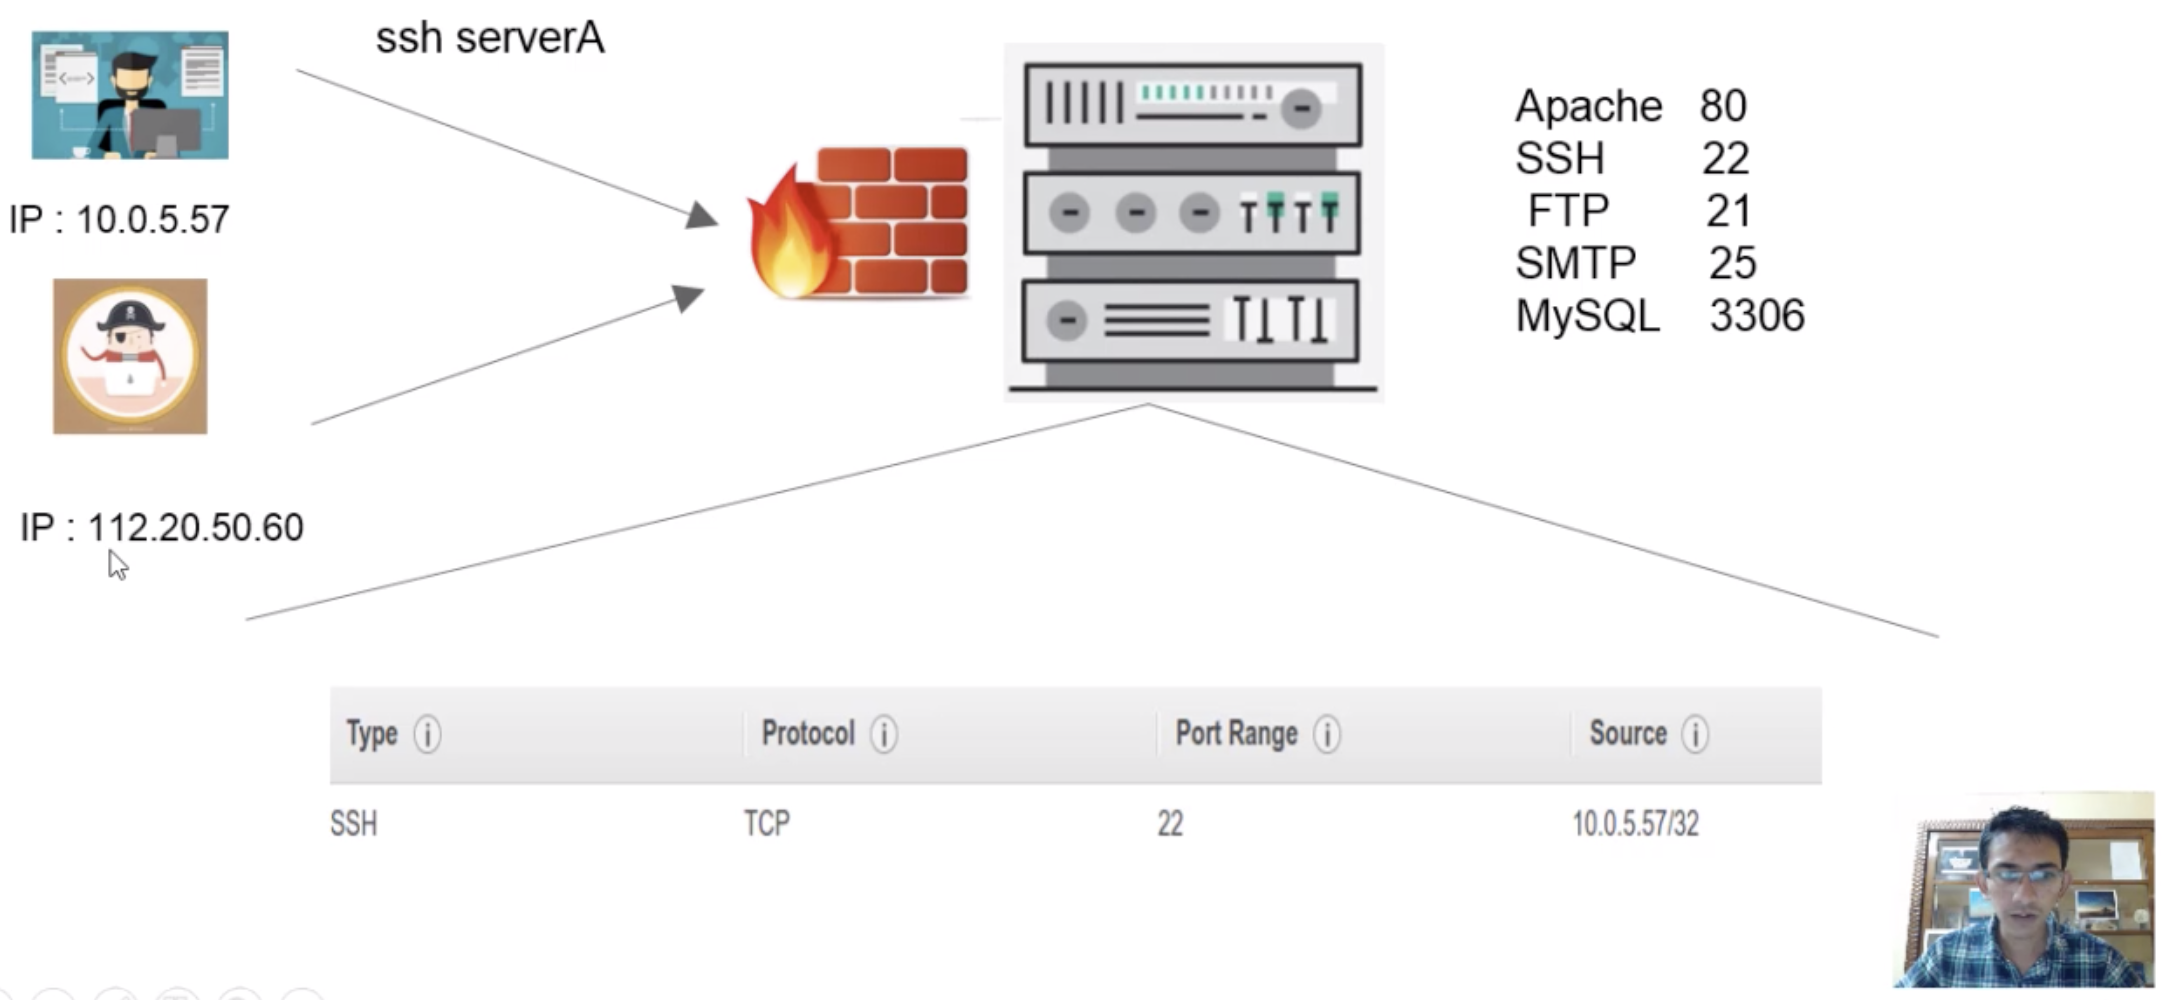 ssh serverA
IP : 10.0.5.57
IP : 112.20.50.60
Apache 80
SSH 22
FTP 21
SMTP 25
MySQL 3306
Type Protocol Port Range Source
SSH TCP 22 10.0.5.57/32